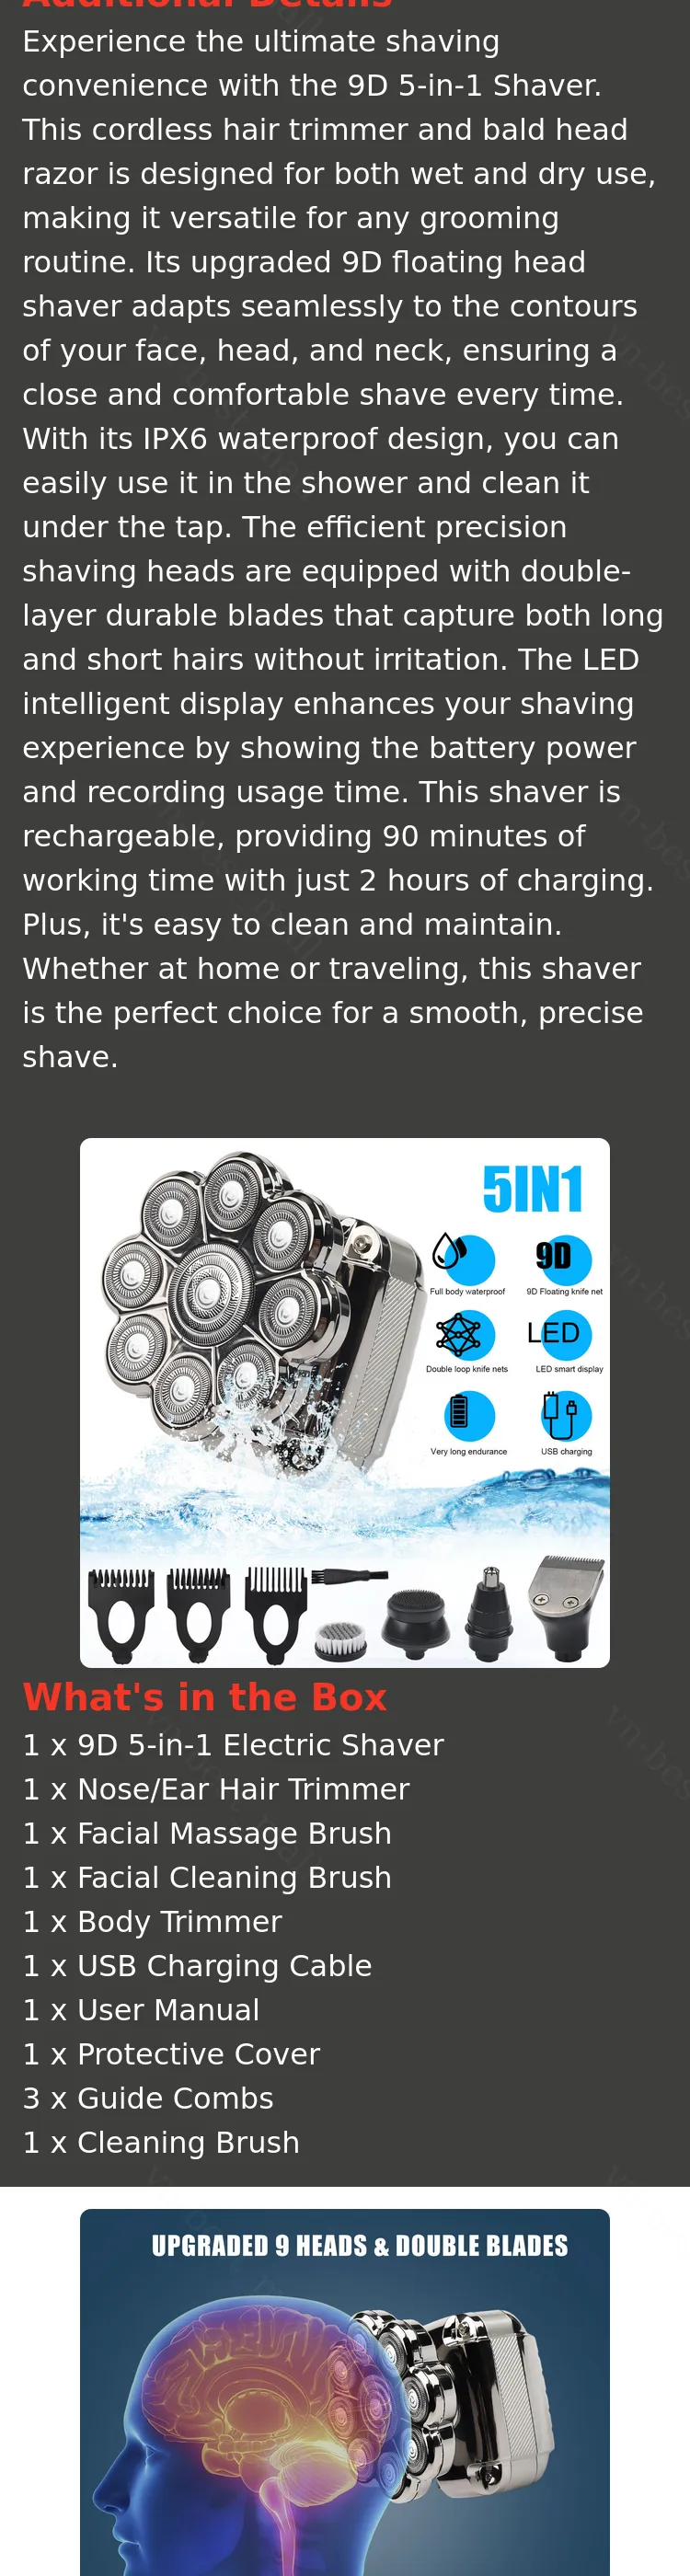 Additional Details
Experience the ultimate shaving
convenience with the 9D 5-in-1 Shaver.
This cordless hair trimmer and bald head
razor is designed for both wet and dry use,
making it versatile for any grooming
routine. Its upgraded 9D floating head
shaver adapts seamlessly to the contours
of your face, head, and neck, ensuring a
close and comfortable shave every time.
With its IPX6 waterproof design, you can
easily use it in the shower and clean it
under the tap. The efficient precision
shaving heads are equipped with double-
layer durable blades that capture both long
and short hairs without irritation. The LED
intelligent display enhances your shaving
experience by showing the battery power
and recording usage time. This shaver is
rechargeable, providing 90 minutes of
working time with just 2 hours of charging.
Plus, it's easy to clean and maintain.
Whether at home or traveling, this shaver
is the perfect choice for a smooth, precise
shave.
5IN1
9D
Full body waterproof
9D Floating knife net
LED
Double loop knife nets
LED smart display
Very long endurance
USB charging
What's in the Box
1 x 9D 5-in-1 Electric Shaver
1 x Nose/Ear Hair Trimmer
1 x Facial Massage Brush
1 x Facial Cleaning Brush
1 x Body Trimmer
1 x USB Charging Cable
1 x User Manual
1 x Protective Cover
3 x Guide Combs
1 x Cleaning Brush
UPGRADED 9 HEADS & DOUBLE BLADES